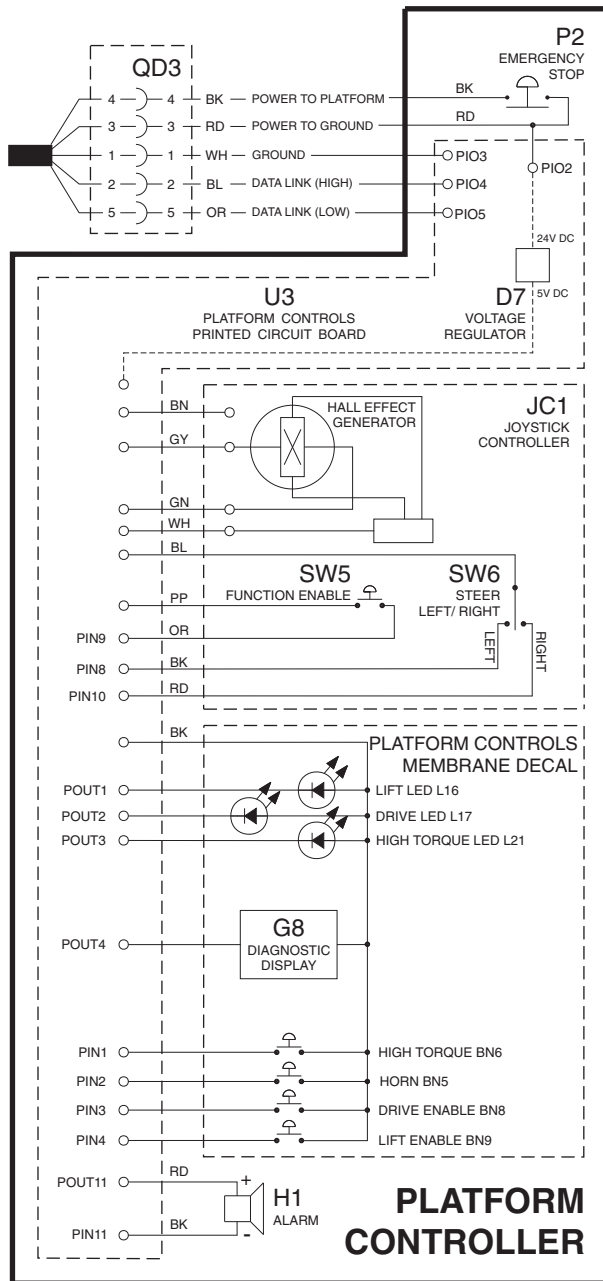 P2
EMERGENCY
STOP
QD3
4 4 BK POWER TO PLATFORM BK
3 3 RD POWER TO GROUND RD
1 1 WH GROUND PIO3
2 2 BL DATA LINK (HIGH) PIO4
5 5 OR DATA LINK (LOW) PIO5
PIO2
24V DC
5V DC
U3
PLATFORM CONTROLS
PRINTED CIRCUIT BOARD
D7
VOLTAGE
REGULATOR
JC1
JOYSTICK
CONTROLLER
HALL EFFECT
GENERATOR
BN
GY
GN
WH
BL
SW5
FUNCTION ENABLE
SW6
STEER
LEFT/ RIGHT
PP
PIN9 OR
LEFT
RIGHT
PIN8 BK
PIN10 RD
BK
PLATFORM CONTROLS
MEMBRANE DECAL
POUT1 LIFT LED L16
POUT2 DRIVE LED L17
POUT3 HIGH TORQUE LED L21
POUT4
G8
DIAGNOSTIC
DISPLAY
PIN1 HIGH TORQUE BN6
PIN2 HORN BN5
PIN3 DRIVE ENABLE BN8
PIN4 LIFT ENABLE BN9
POUT11 RD +
H1
ALARM
PIN11 BK -
PLATFORM
CONTROLLER